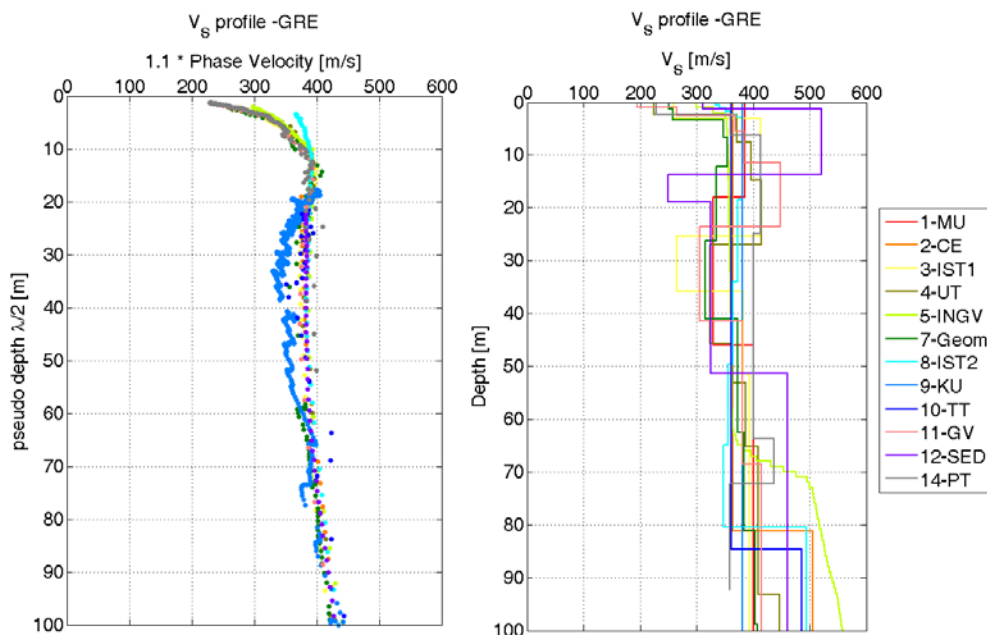 V_S profile -GRE
1.1 * Phase Velocity [m/s]
0 100 200 300 400 500 600
0
10
20
30
40
50
60
70
80
90
100
pseudo depth λ/2 [m]
V_S profile -GRE
V_S [m/s]
0 100 200 300 400 500 600
0
10
20
30
40
50
60
70
80
90
100
Depth [m]
1-MU
2-CE
3-IST1
4-UT
5-INGV
7-Geom
8-IST2
9-KU
10-TT
11-GV
12-SED
14-PT